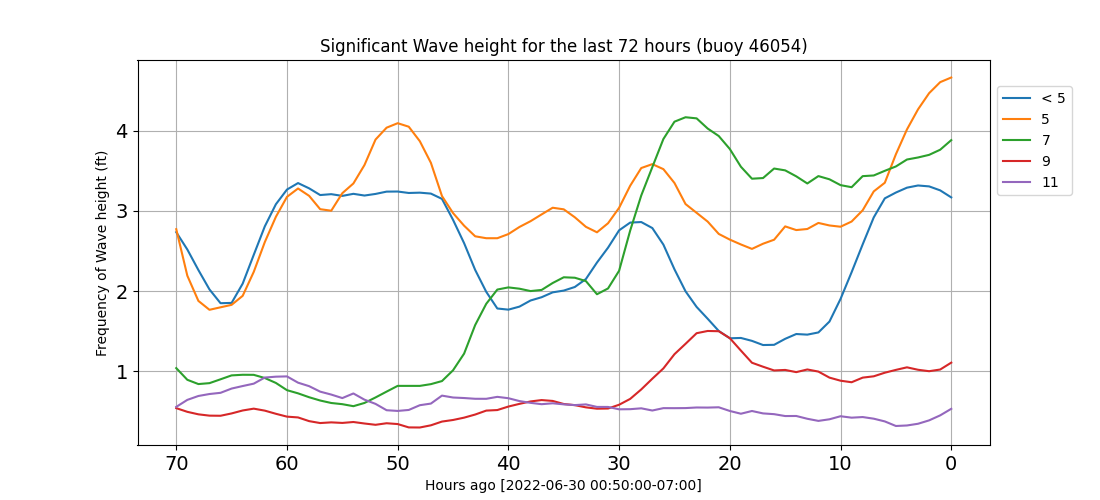 Significant Wave height for the last 72 hours (buoy 46054)
Frequency of Wave height (ft)
4
3
2
1
70 60 50 40 30 20 10 0
Hours ago [2022-06-30 00:50:00-07:00]
< 5
5
7
9
11